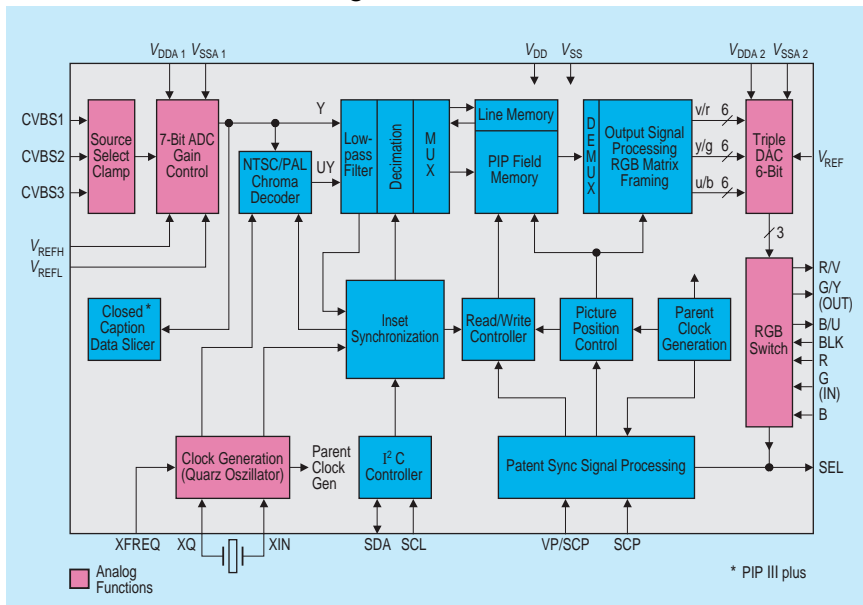 VDDA 1 VSSA 1 VDD VSS VDDA 2 VSSA 2
CVBS1
CVBS2
CVBS3
Source
Select
Clamp
7-Bit ADC
Gain
Control
Y
UY
NTSC/PAL
Chroma
Decoder
Low-
pass
Filter
Decimation
MUX
Line Memory
PIP Field
Memory
DEMUX
Output Signal
Processing
RGB Matrix
Framing
v/r 6
y/g 6
u/b 6
Triple
DAC
6-Bit
VREF
3
VREFH
VREFL
Closed *
Caption
Data Slicer
Inset
Synchronization
Read/Write
Controller
Picture
Position
Control
Parent
Clock
Generation
RGB
Switch
R/V
G/Y
(OUT)
B/U
BLK
R
G
(IN)
B
Clock Generation
(Quarz Oszillator)
Parent
Clock
Gen
I2 C
Controller
Patent Sync Signal Processing
SEL
XFREQ XQ XIN SDA SCL VP/SCP SCP
Analog
Functions
* PIP III plus